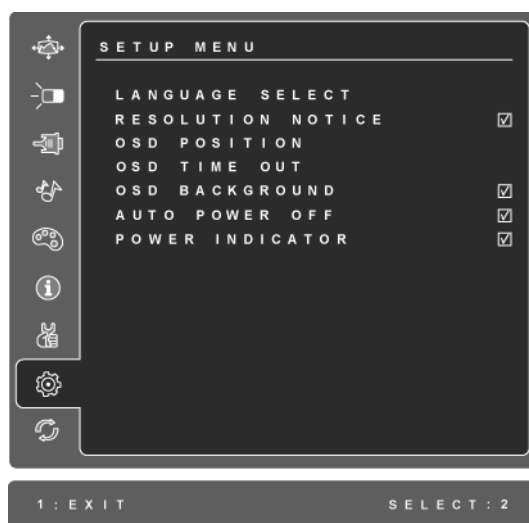 SETUP MENU
LANGUAGE SELECT
RESOLUTION NOTICE ☑
OSD POSITION
OSD TIME OUT
OSD BACKGROUND ☑
AUTO POWER OFF ☑
POWER INDICATOR ☑
1:EXIT SELECT:2